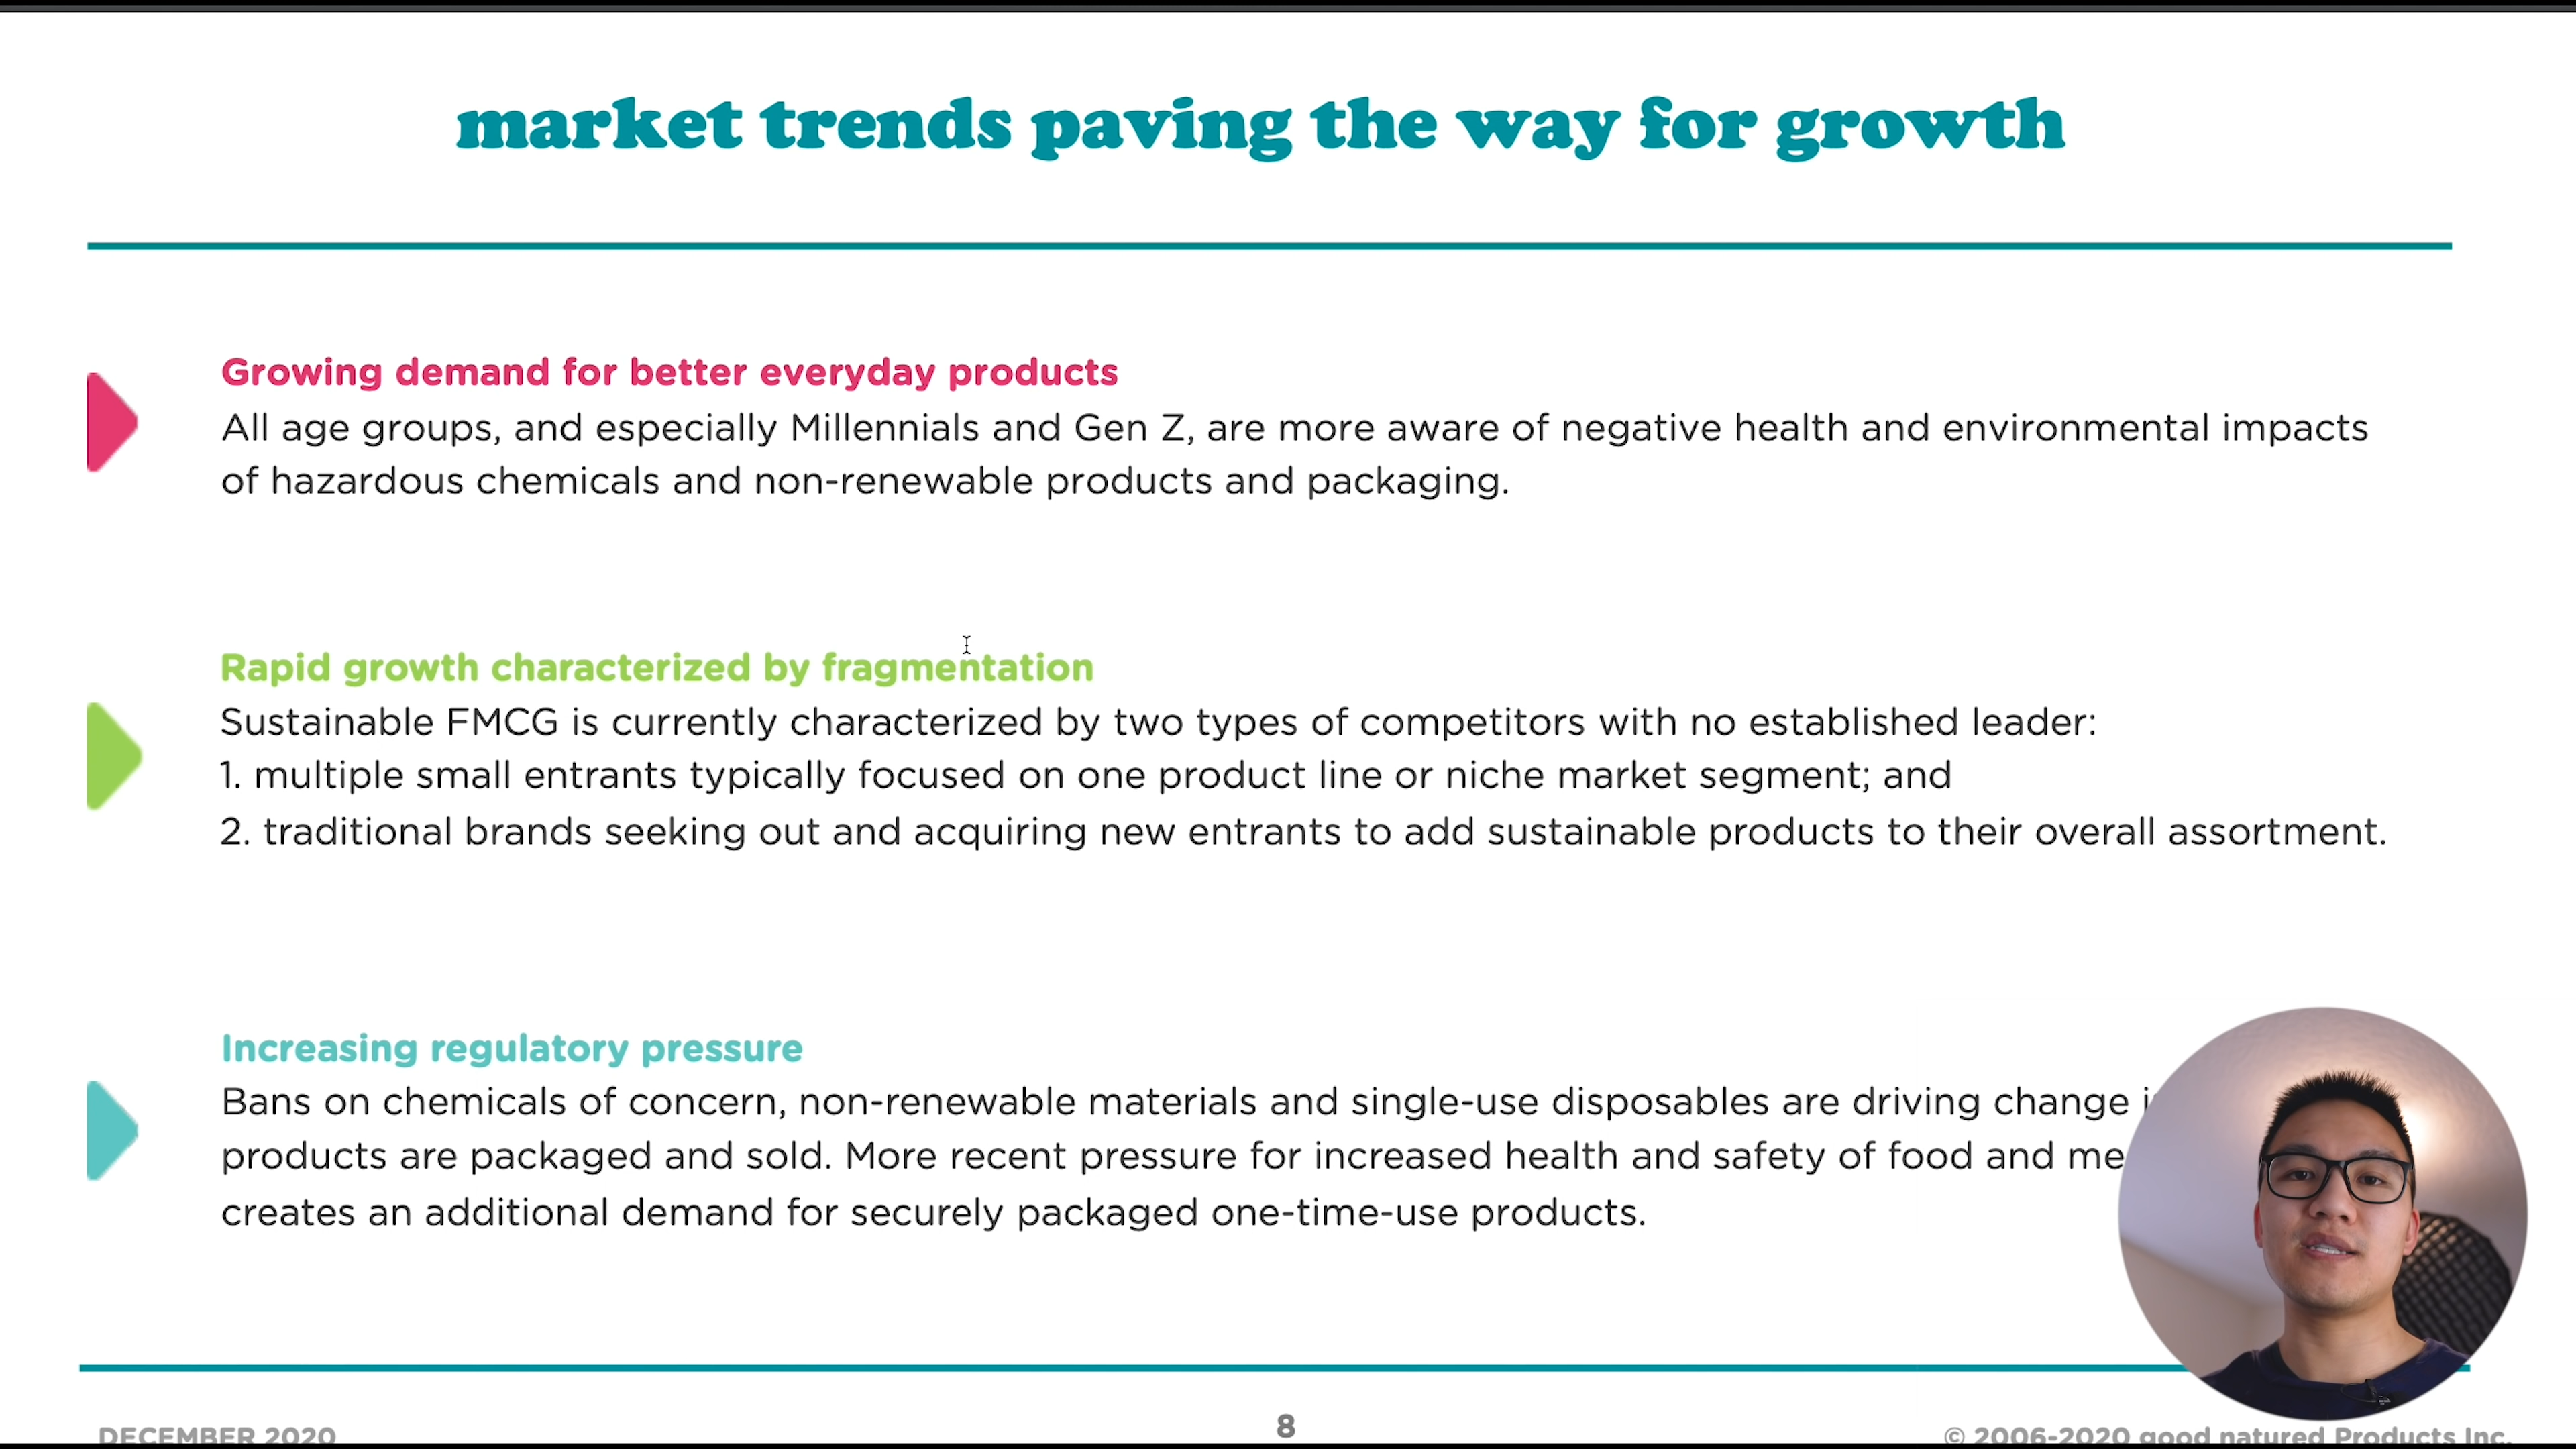 market trends paving the way for growth
Growing demand for better everyday products
All age groups, and especially Millennials and Gen Z, are more aware of negative health and environmental impacts
of hazardous chemicals and non-renewable products and packaging.
Rapid growth characterized by fragmentation
Sustainable FMCG is currently characterized by two types of competitors with no established leader:
1. multiple small entrants typically focused on one product line or niche market segment; and
2. traditional brands seeking out and acquiring new entrants to add sustainable products to their overall assortment.
Increasing regulatory pressure
Bans on chemicals of concern, non-renewable materials and single-use disposables are driving change
products are packaged and sold. More recent pressure for increased health and safety of food and
creates an additional demand for securely packaged one-time-use products.
DECEMBER 2020
8
© 2006-2020 good natured Products Inc.